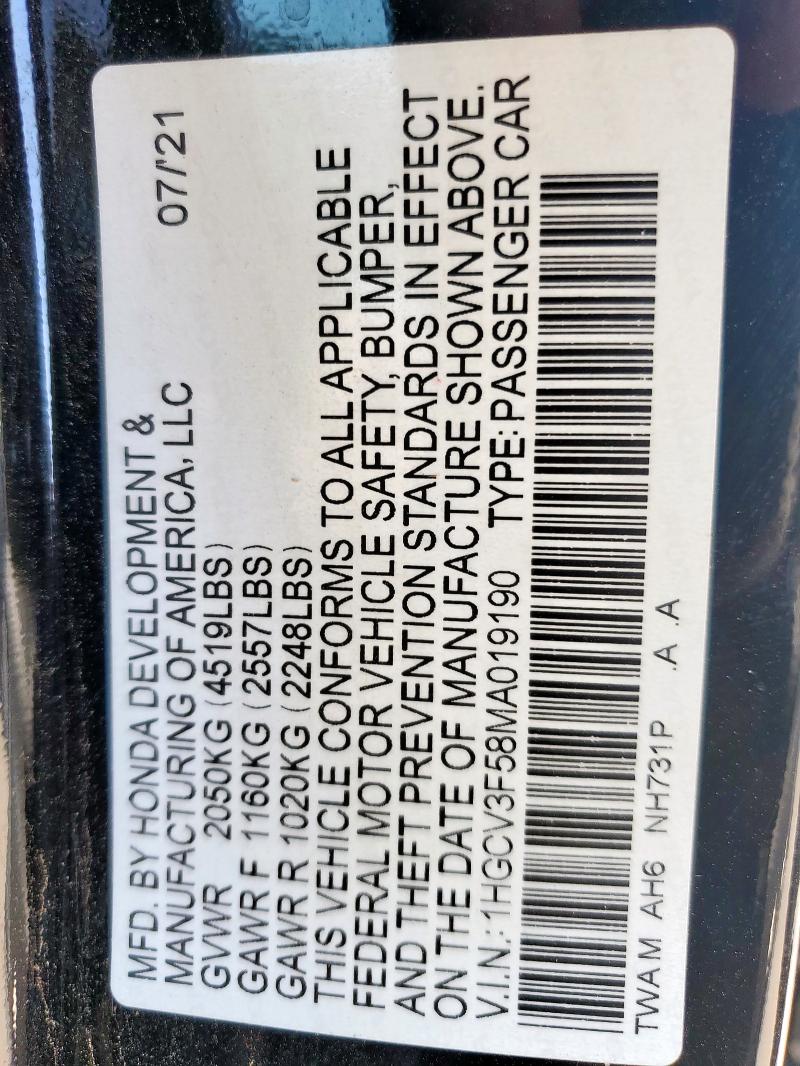 MFD. BY HONDA DEVELOPMENT &
MANUFACTURING OF AMERICA, LLC 07/'21
GVWR 2050KG (4519LBS)
GAWR F 1160KG (2557LBS)
GAWR R 1020KG (2248LBS)
THIS VEHICLE CONFORMS TO ALL APPLICABLE
FEDERAL MOTOR VEHICLE SAFETY, BUMPER,
AND THEFT PREVENTION STANDARDS IN EFFECT
ON THE DATE OF MANUFACTURE SHOWN ABOVE.
V.I.N.: 1HGCV3F58MA019190 TYPE: PASSENGER CAR
TWAM AH6 NH731P .A .A